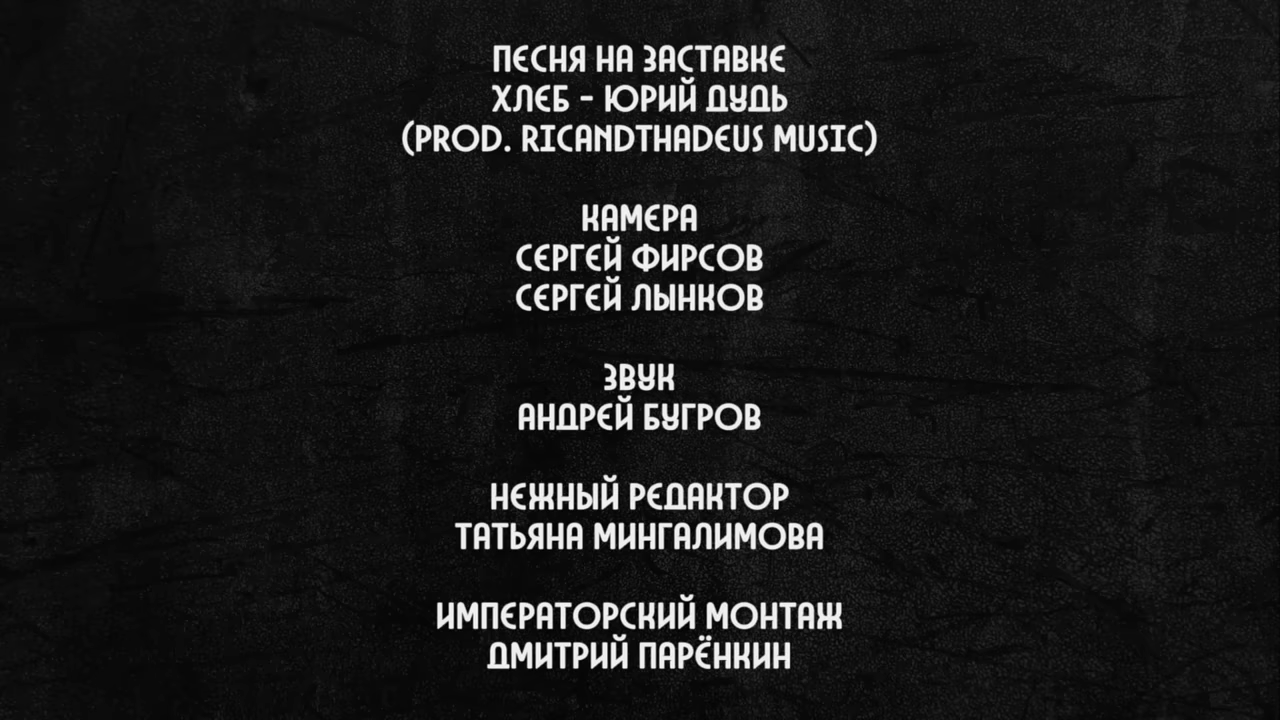 ПЕСНЯ НА ЗАСТАВКЕ
ХЛЕБ - ЮРИЙ ДУДЬ
(PROD. RICANDTHADEUS MUSIC)
КАМЕРА
СЕРГЕЙ ФИРСОВ
СЕРГЕЙ ЛЫНКОВ
ЗВУК
АНДРЕЙ БУГРОВ
НЕЖНЫЙ РЕДАКТОР
ТАТЬЯНА МИНГАЛИМОВА
ИМПЕРАТОРСКИЙ МОНТАЖ
ДМИТРИЙ ПАРЁНКИН